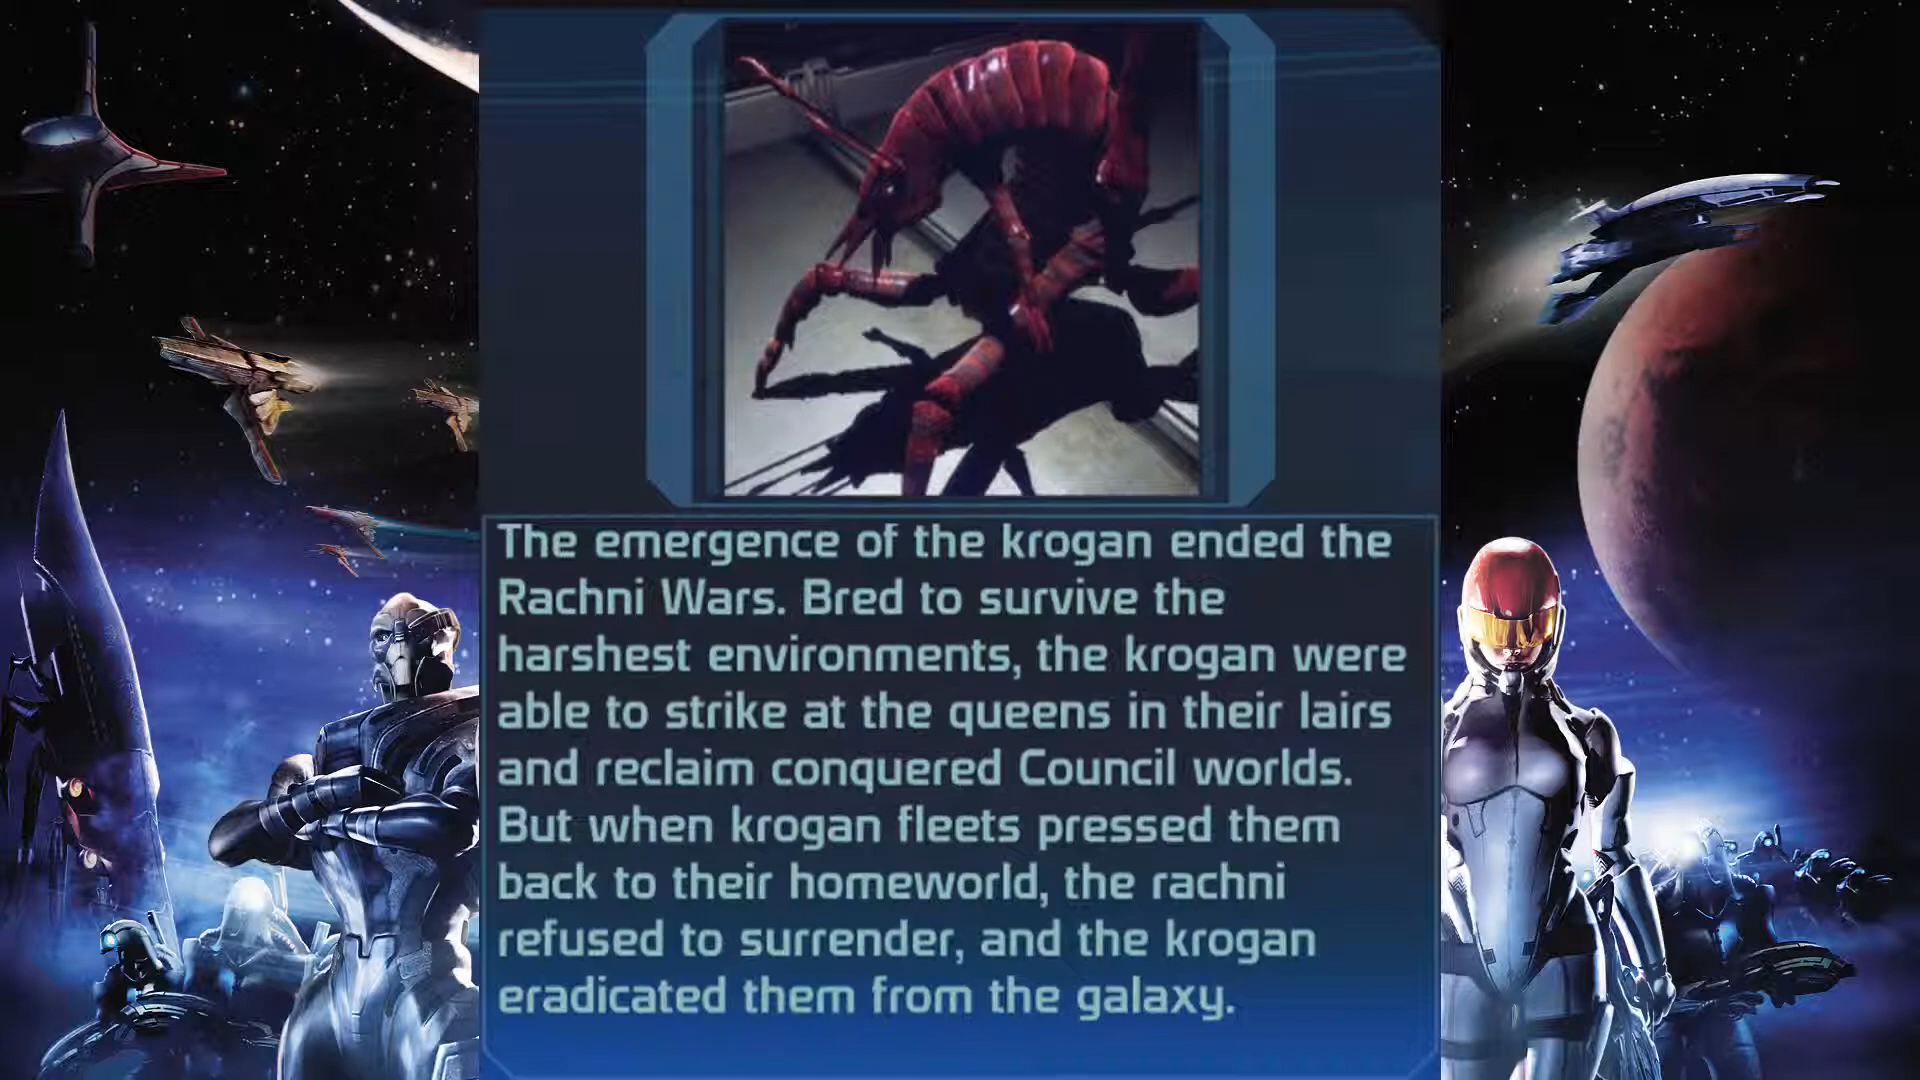 The emergence of the krogan ended the
Rachni Wars. Bred to survive the
harshest environments, the krogan were
able to strike at the queens in their lairs
and reclaim conquered Council worlds.
But when krogan fleets pressed them
back to their homeworld, the rachni
refused to surrender, and the krogan
eradicated them from the galaxy.